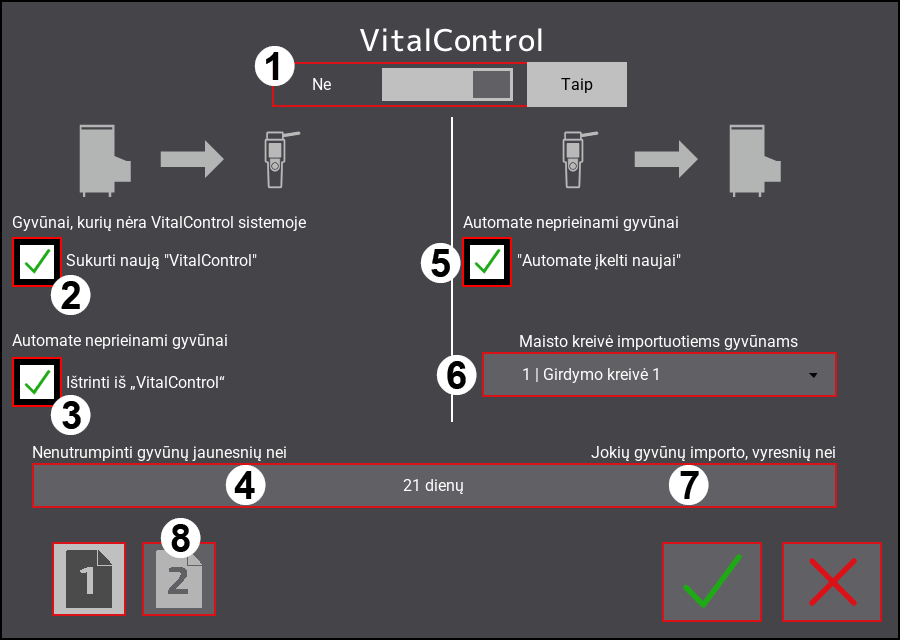 VitalControl
1
Ne
Taip
Gyvūnai, kurių nėra VitalControl sistemoje
Sukurti naują "VitalControl"
2
Automate neprieinami gyvūnai
Ištrinti iš „VitalControl“
3
Automate neprieinami gyvūnai
5
"Automate įkelti naujai"
Maisto kreivė importuotiems gyvūnams
6
1 | Girdymo kreivė 1
Nenutrumpinti gyvūnų jaunesnių nei
Jokių gyvūnų importo, vyresnių nei
4
21 dienų
7
8
1
2